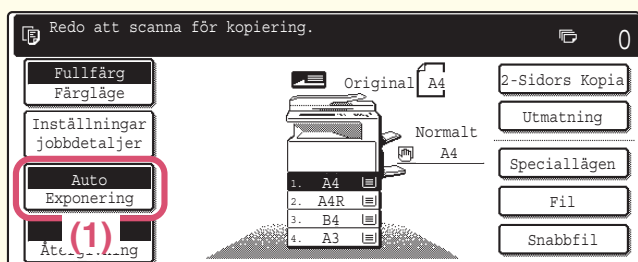 Redo att scanna för kopiering.
0
Fullfärg
Färgläge
Inställningar
jobbdetaljer
Auto
Exponering
(1)
Original A4
Normalt
A4
1. A4
2. A4R
3. B4
4. A3
2-Sidors Kopia
Utmatning
Speciallägen
Fil
Snabbfil